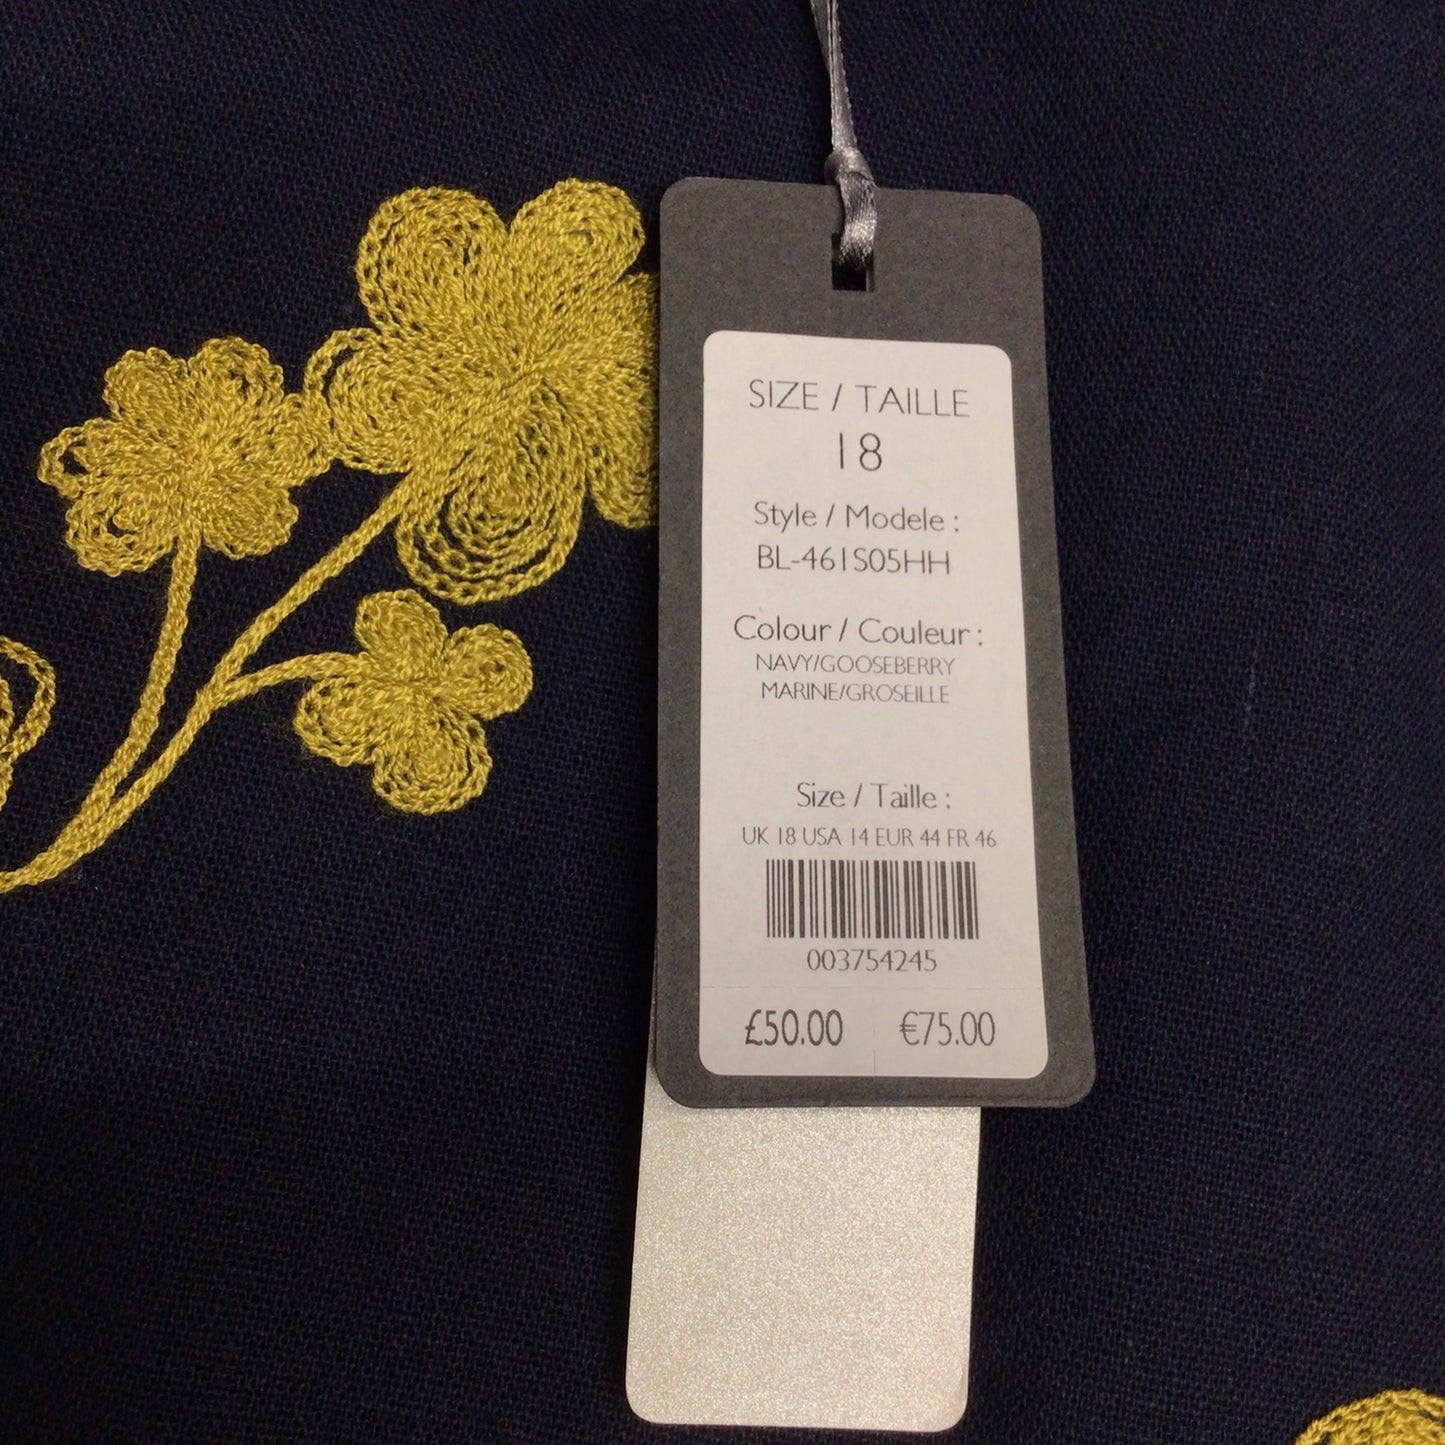 SIZE / TAILLE
18
Style / Modele :
BL-461S05HH
Colour / Couleur :
NAVY/GOOSEBERRY
MARINE/GROSEILLE
Size / Taille :
UK 18 USA 14 EUR 44 FR 46
003754245
£50.00 €75.00